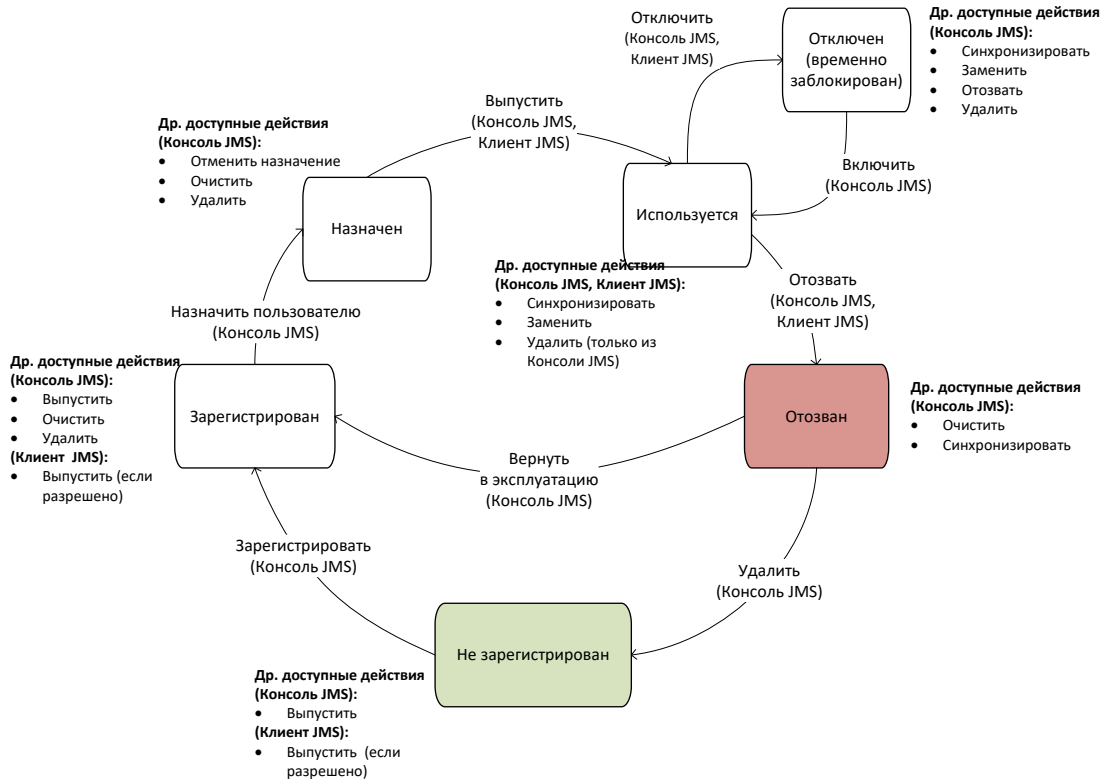 Отключить
(Консоль JMS,
Клиент JMS)
Отключен
(временно
заблокирован)
Др. доступные действия
(Консоль JMS):
• Синхронизировать
• Заменить
• Отозвать
• Удалить
Выпустить
(Консоль JMS,
Клиент JMS)
Др. доступные действия
(Консоль JMS):
• Отменить назначение
• Очистить
• Удалить
Включить
(Консоль JMS)
Назначен
Используется
Др. доступные действия
(Консоль JMS, Клиент JMS):
• Синхронизировать
• Заменить
• Удалить (только из
Консоли JMS)
Отозвать
(Консоль JMS,
Клиент JMS)
Назначить пользователю
(Консоль JMS)
Др. доступные действия
(Консоль JMS):
• Выпустить
• Очистить
• Удалить
(Клиент JMS):
• Выпустить (если
разрешено)
Зарегистрирован
Отозван
Др. доступные действия
(Консоль JMS):
• Очистить
• Синхронизировать
Вернуть
в эксплуатацию
(Консоль JMS)
Зарегистрировать
(Консоль JMS)
Удалить
(Консоль JMS)
Не зарегистрирован
Др. доступные действия
(Консоль JMS):
• Выпустить
(Клиент JMS):
• Выпустить (если
разрешено)